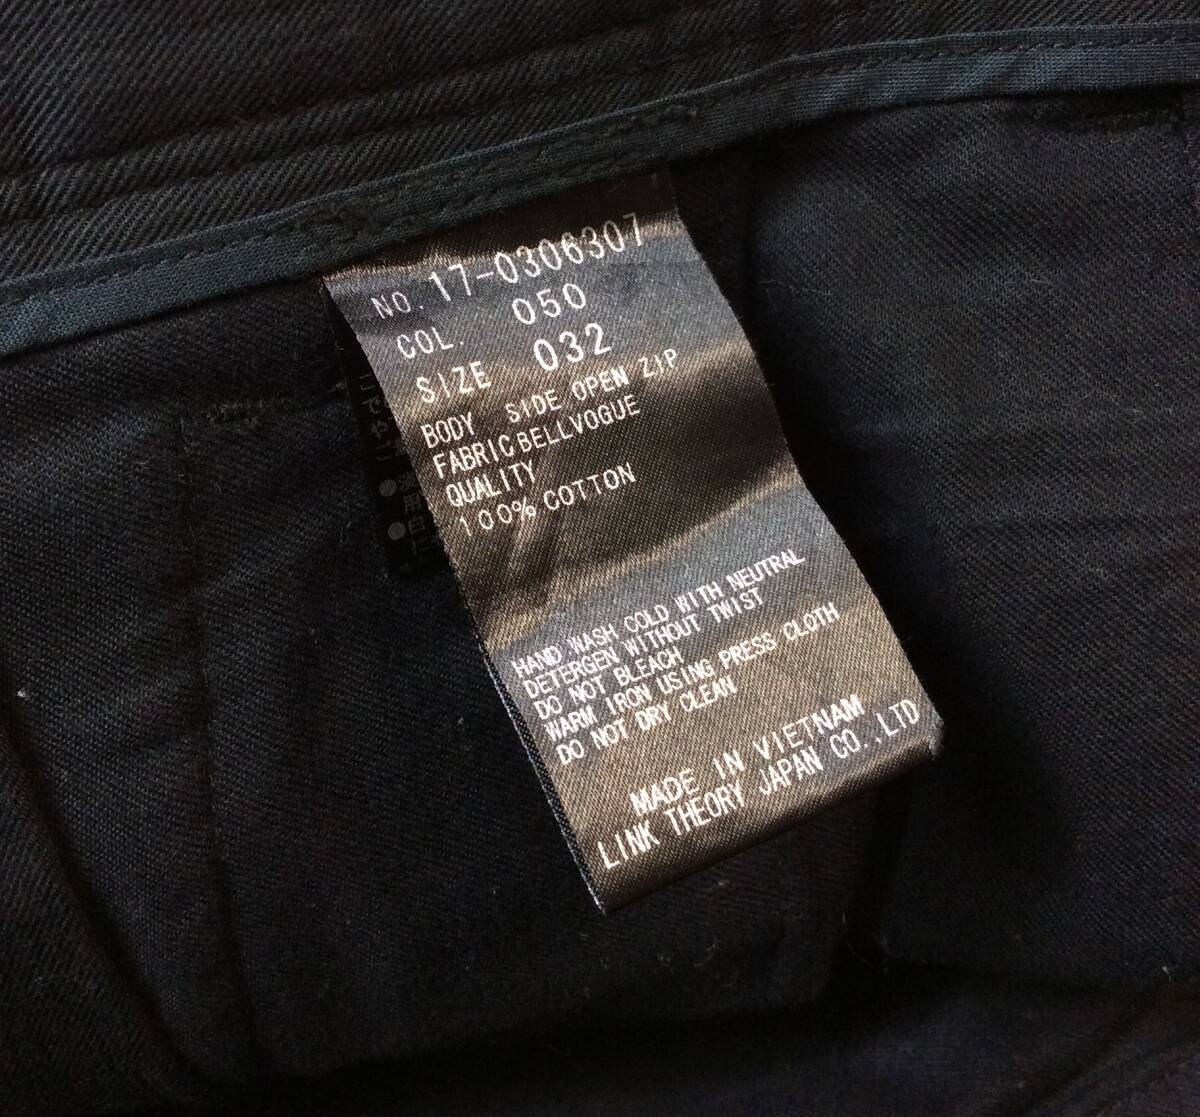 NO. 17-0306307
COL. 050
SIZE 032
BODY SIDE OPEN ZIP
FABRIC BELLVOGUE
QUALITY
100% COTTON
HAND WASH COLD WITH NEUTRAL
DETERGEN WITHOUT TWIST
DO NOT BLEACH
WARM IRON USING PRESS CLOTH
DO NOT DRY CLEAN
MADE IN VIETNAM
LINK THEORY JAPAN CO.,LTD